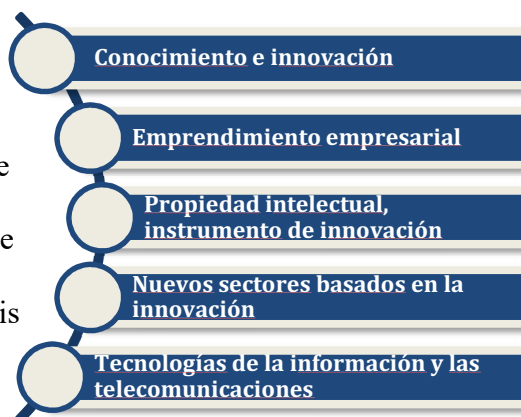 Conocimiento e innovación
Emprendimiento empresarial
e
Propiedad intelectual,
instrumento de innovación
e
Nuevos sectores basados en la
innovación
is
Tecnologías de la información y las
telecomunicaciones